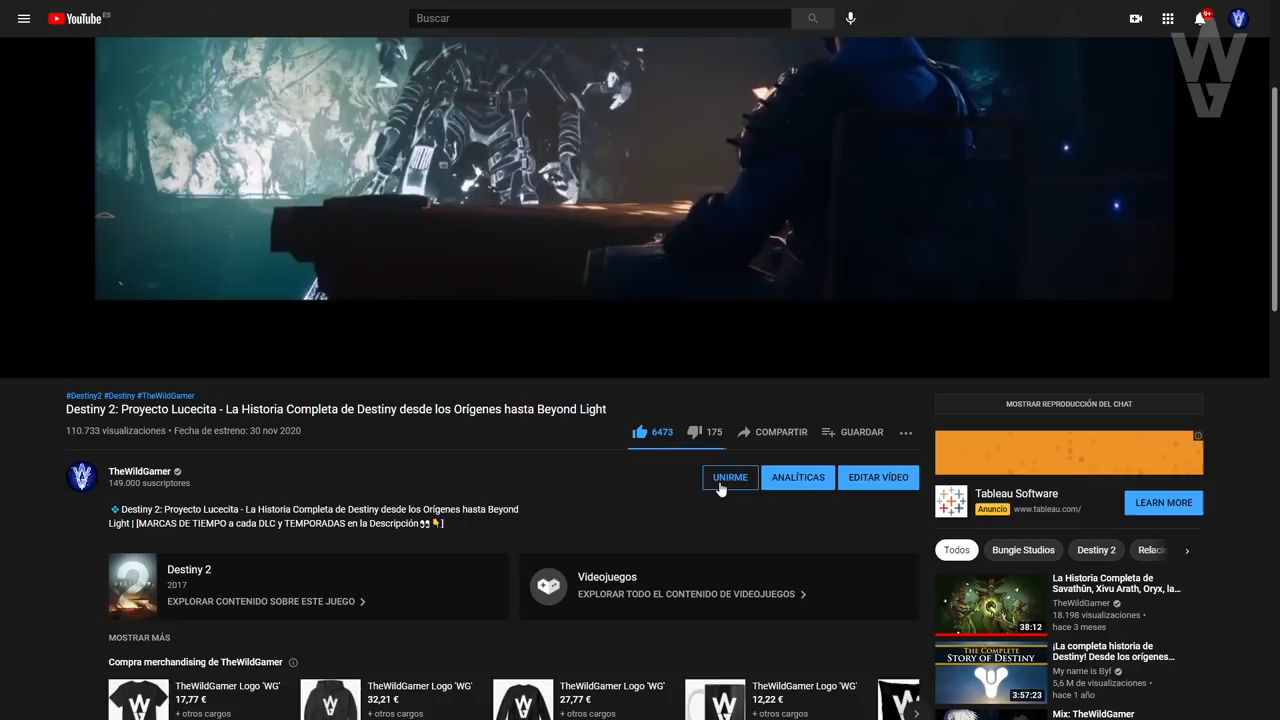 YouTube ES
Buscar
9+
WG
#Destiny2 #Destiny #TheWildGamer
Destiny 2: Proyecto Lucecita - La Historia Completa de Destiny desde los Orígenes hasta Beyond Light
110.733 visualizaciones • Fecha de estreno: 30 nov 2020
6473
175
COMPARTIR
GUARDAR
TheWildGamer
149.000 suscriptores
UNIRME
ANALÍTICAS
EDITAR VÍDEO
Destiny 2: Proyecto Lucecita - La Historia Completa de Destiny desde los Orígenes hasta Beyond
Light | [MARCAS DE TIEMPO a cada DLC y TEMPORADAS en la Descripción👀👇]
DESTINY
2
Destiny 2
2017
EXPLORAR CONTENIDO SOBRE ESTE JUEGO
Videojuegos
EXPLORAR TODO EL CONTENIDO DE VIDEOJUEGOS
MOSTRAR MÁS
Compra merchandising de TheWildGamer
TheWildGamer Logo 'WG'
17,77 €
+ otros cargos
TheWildGamer Logo 'WG'
32,21 €
+ otros cargos
TheWildGamer Logo 'WG'
27,77 €
+ otros cargos
TheWildGamer Logo 'WG'
12,22 €
+ otros cargos
MOSTRAR REPRODUCCIÓN DEL CHAT
Tableau Software
Anuncio www.tableau.com/
LEARN MORE
Todos
Bungie Studios
Destiny 2
Relacio
38:12
La Historia Completa de
Savathûn, Xivu Arath, Oryx, la...
TheWildGamer
18.198 visualizaciones •
hace 3 meses
THE COMPLETE
STORY OF DESTINY
3:57:23
¡La completa historia de
Destiny! Desde los orígenes...
My name is Byf
5,6 M de visualizaciones •
hace 1 año
Mix: TheWildGamer